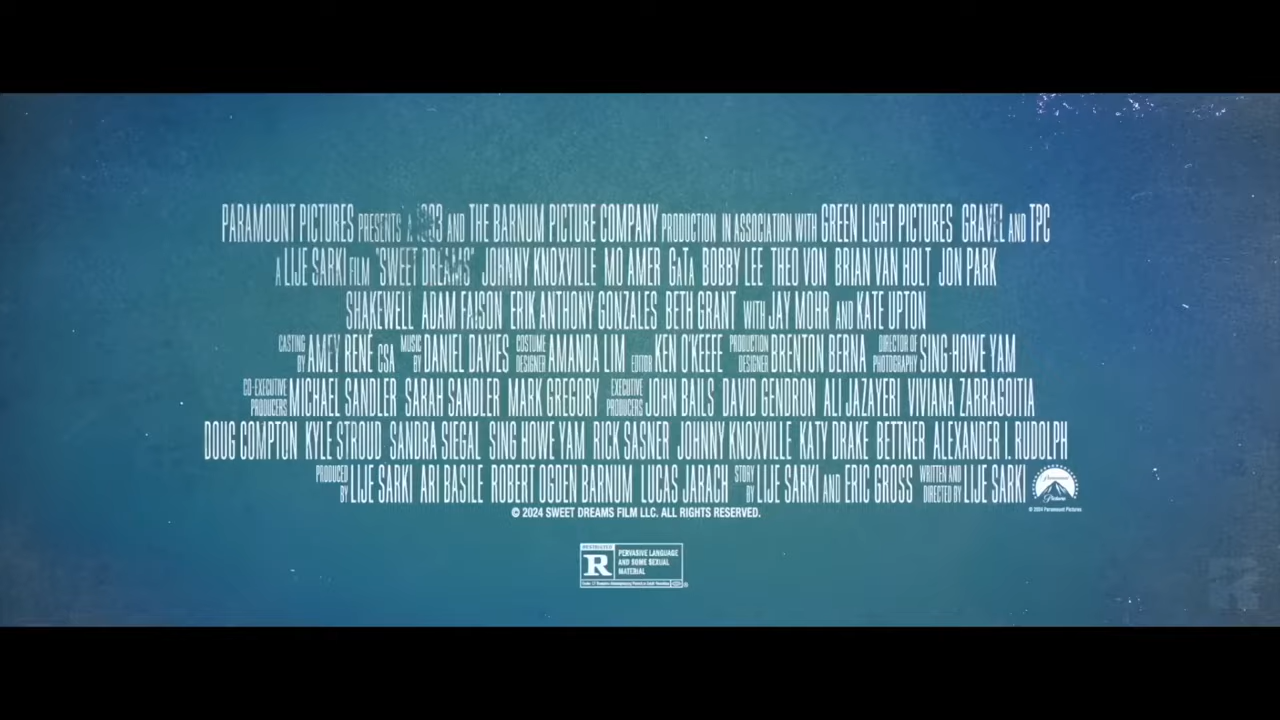 PARAMOUNT PICTURES PRESENTS A 1993 AND THE BARNUM PICTURE COMPANY PRODUCTION IN ASSOCIATION WITH GREEN LIGHT PICTURES GRAVEL AND TPC
A LIJE SARKI FILM "SWEET DREAMS" JOHNNY KNOXVILLE MO AMER GaTa BOBBY LEE THEO VON BRIAN VAN HOLT JON PARK
SHAKEWELL ADAM FAISON ERIK ANTHONY GONZALES BETH GRANT WITH JAY MOHR AND KATE UPTON
CASTING BY AMEY RENÉ CSA MUSIC BY DANIEL DAVIES COSTUME DESIGNER AMANDA LIM EDITOR KEN O'KEEFE PRODUCTION DESIGNER BRENTON BERNA DIRECTOR OF PHOTOGRAPHY SING-HOWE YAM
CO-EXECUTIVE PRODUCERS MICHAEL SANDLER SARAH SANDLER MARK GREGORY EXECUTIVE PRODUCERS JOHN BAILS DAVID GENDRON ALI JAZAYERI VIVIANA ZARRAGOITIA
DOUG COMPTON KYLE STROUD SANDRA SIEGAL SING HOWE YAM RICK SASNER JOHNNY KNOXVILLE KATY DRAKE BETTNER ALEXANDER I. RUDOLPH
PRODUCED BY LIJE SARKI ARI BASILE ROBERT OGDEN BARNUM LUCAS JARACH STORY BY LIJE SARKI AND ERIC GROSS WRITTEN AND DIRECTED BY LIJE SARKI
Paramount Pictures
© 2024 Paramount Pictures
© 2024 SWEET DREAMS FILM LLC. ALL RIGHTS RESERVED.
RESTRICTED
R PERVASIVE LANGUAGE AND SOME SEXUAL MATERIAL